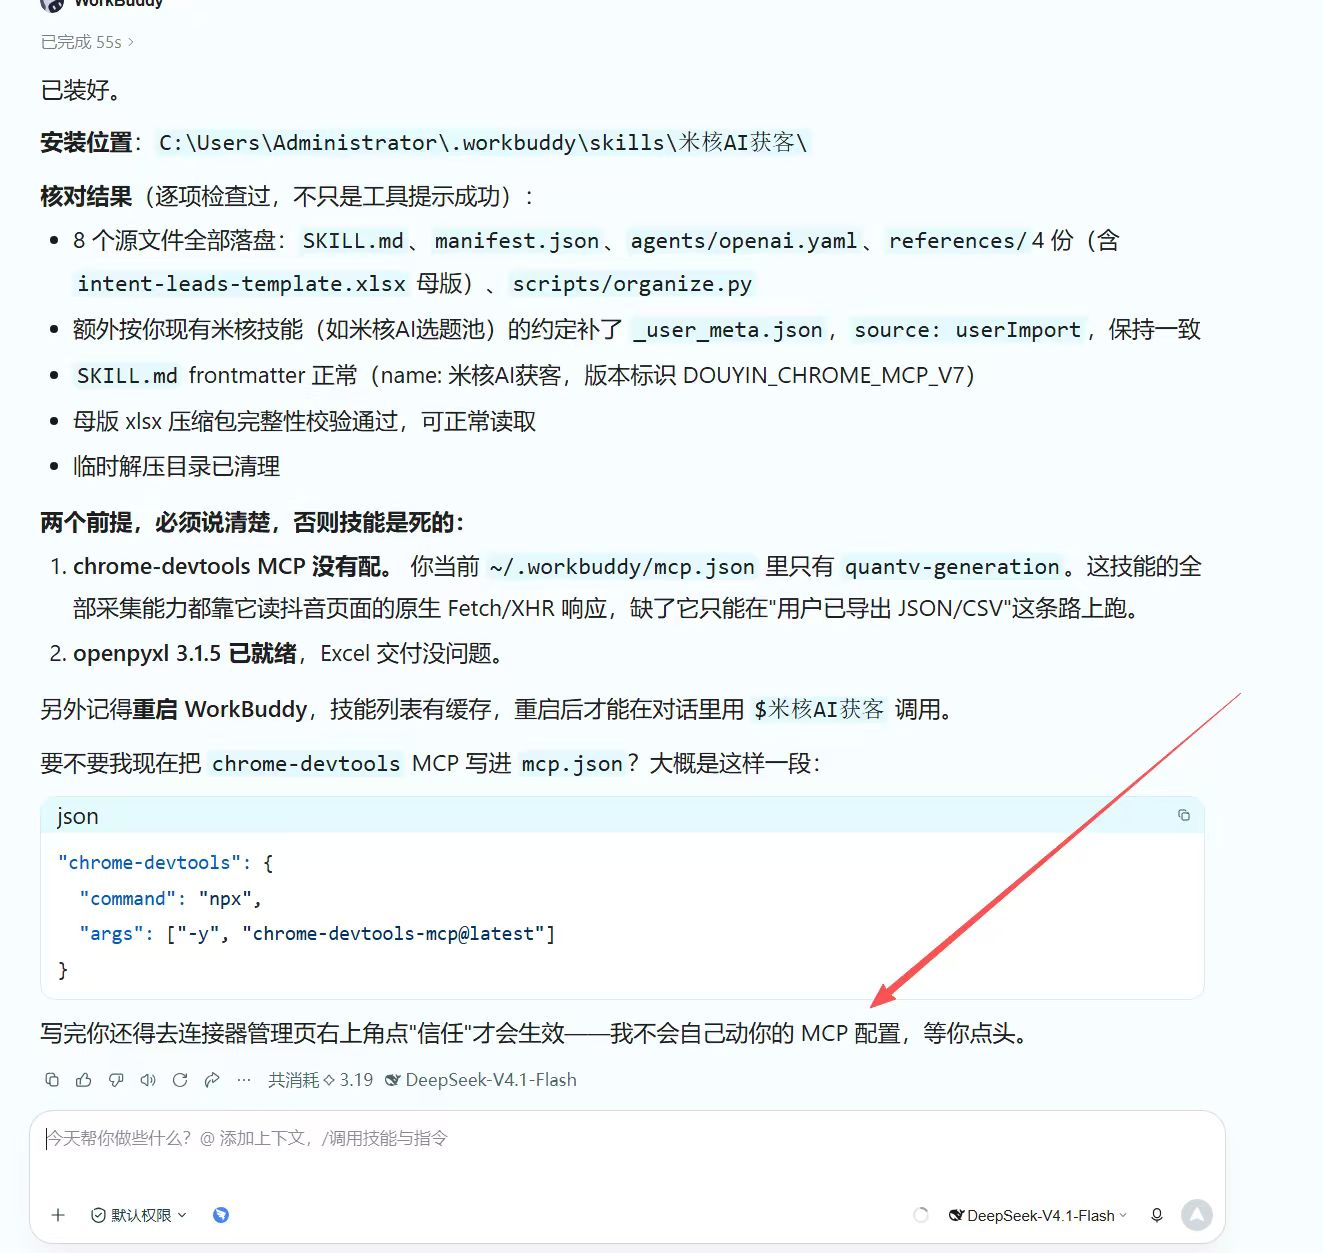 WorkBuddy
已完成 55s >
已装好。
安装位置：C:\Users\Administrator\.workbuddy\skills\米核AI获客\
核对结果（逐项检查过，不只是工具提示成功）：
• 8 个源文件全部落盘：SKILL.md、manifest.json、agents/openai.yaml、references/ 4 份（含
intent-leads-template.xlsx 母版）、scripts/organize.py
• 额外按你现有米核技能（如米核AI选题池）的约定补了 _user_meta.json，source: userImport，保持一致
• SKILL.md frontmatter 正常（name: 米核AI获客，版本标识 DOUYIN_CHROME_MCP_V7）
• 母版 xlsx 压缩包完整性校验通过，可正常读取
• 临时解压目录已清理
两个前提，必须说清楚，否则技能是死的：
1. chrome-devtools MCP 没有配。 你当前 ~/.workbuddy/mcp.json 里只有 quantv-generation。这技能的全
部采集能力都靠它读抖音页面的原生 Fetch/XHR 响应，缺了它只能在"用户已导出 JSON/CSV"这条路上跑。
2. openpyxl 3.1.5 已就绪，Excel 交付没问题。
另外记得重启 WorkBuddy，技能列表有缓存，重启后才能在对话里用 $米核AI获客 调用。
要不要我现在把 chrome-devtools MCP 写进 mcp.json？大概是这样一段：
json
"chrome-devtools": {
"command": "npx",
"args": ["-y", "chrome-devtools-mcp@latest"]
}
写完你还得去连接器管理页右上角点"信任"才会生效——我不会自己动你的 MCP 配置，等你点头。
共消耗 3.19 DeepSeek-V4.1-Flash
今天帮你做些什么？@ 添加上下文，/调用技能与指令
默认权限 DeepSeek-V4.1-Flash